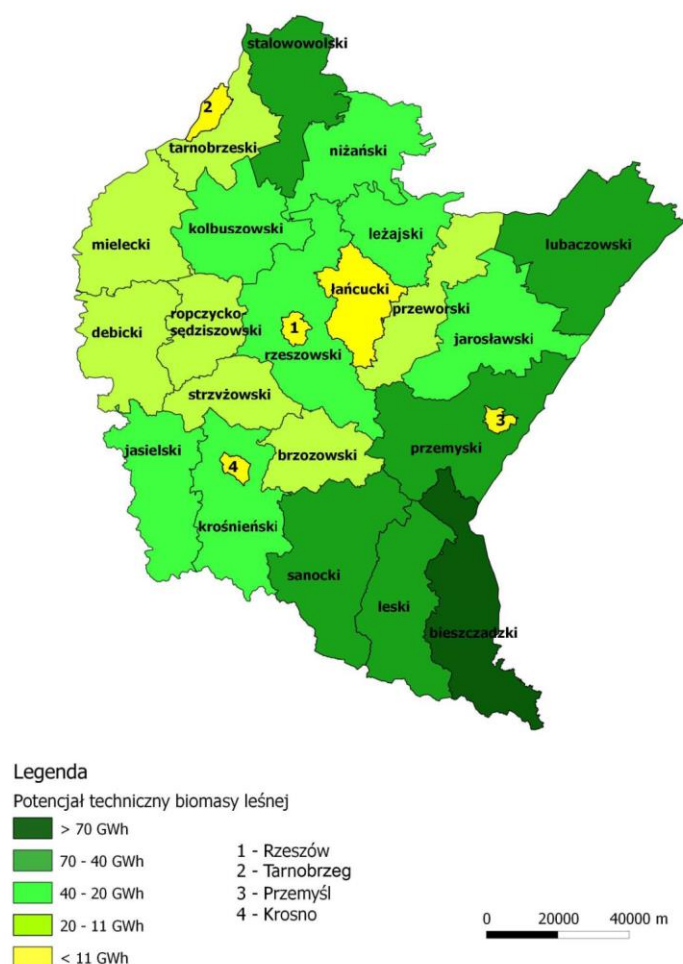 stalowowolski
2
tarnobrzeski
niżański
kolbuszowski
leżajski
mielecki
lubaczowski
łańcucki
ropczycko-
sędziszowski
przeworski
debicki
1
rzeszowski
jarosławski
strzyżowski
3
jasielski
brzozowski
przemyski
4
krośnieński
sanocki
leski
bieszczadzki
Legenda
Potencjał techniczny biomasy leśnej
> 70 GWh
70 - 40 GWh
40 - 20 GWh
20 - 11 GWh
< 11 GWh
1 - Rzeszów
2 - Tarnobrzeg
3 - Przemyśl
4 - Krosno
0 20000 40000 m